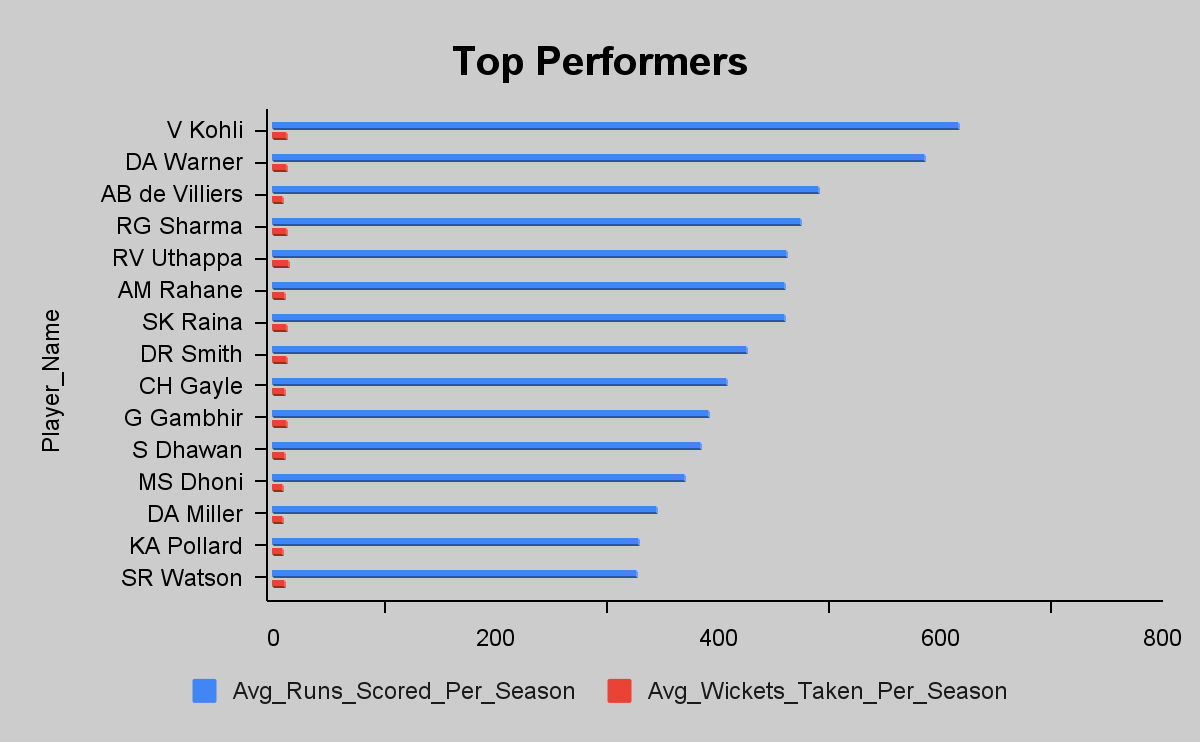 Top Performers
Player_Name
V Kohli
DA Warner
AB de Villiers
RG Sharma
RV Uthappa
AM Rahane
SK Raina
DR Smith
CH Gayle
G Gambhir
S Dhawan
MS Dhoni
DA Miller
KA Pollard
SR Watson
0 200 400 600 800
Avg_Runs_Scored_Per_Season Avg_Wickets_Taken_Per_Season